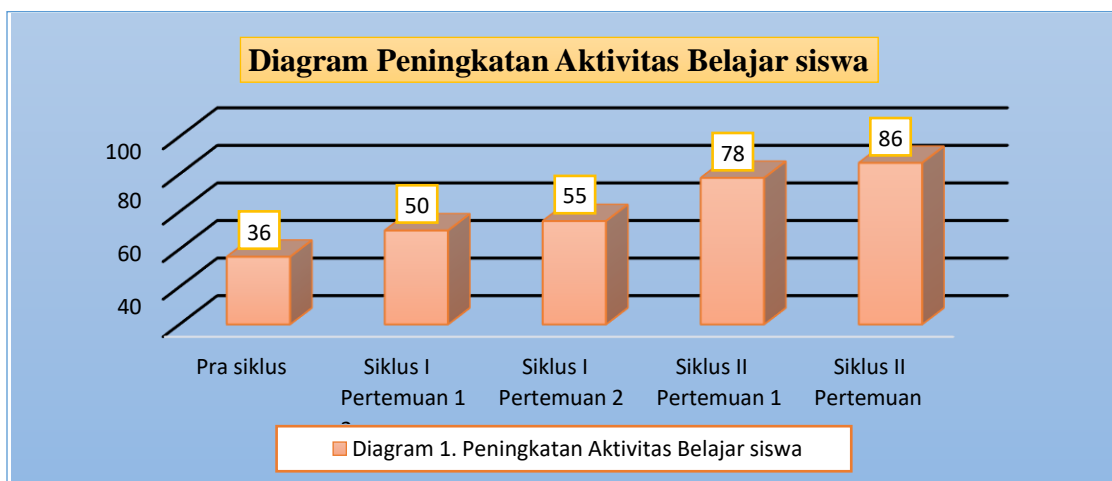 Diagram Peningkatan Aktivitas Belajar siswa
100
80
60
40
36
50
55
78
86
Pra siklus
Siklus I
Pertemuan 1
Siklus I
Pertemuan 2
Siklus II
Pertemuan 1
Siklus II
Pertemuan
Diagram 1. Peningkatan Aktivitas Belajar siswa